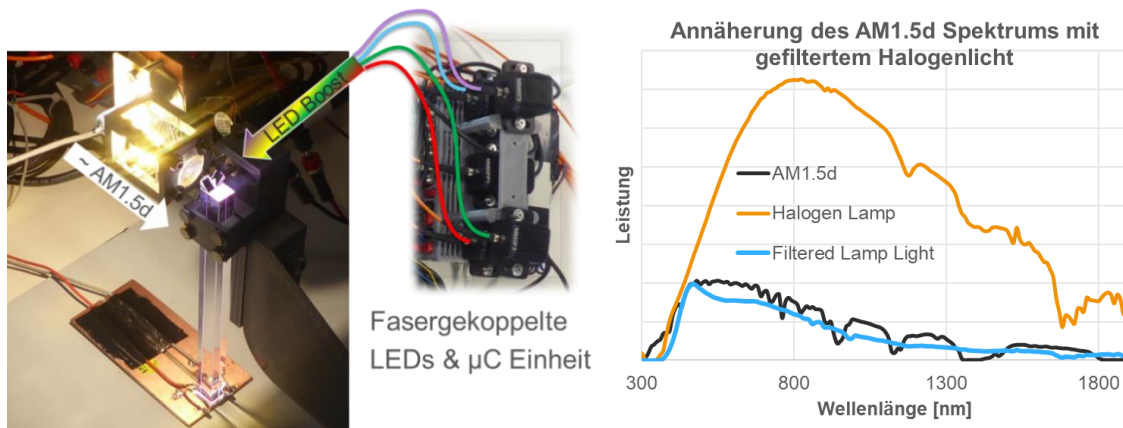 LED Boost
~ AM1.5d
Fasergekoppelte
LEDs & µC Einheit
Annäherung des AM1.5d Spektrums mit
gefiltertem Halogenlicht
Leistung
AM1.5d
Halogen Lamp
Filtered Lamp Light
300
800
1300
1800
Wellenlänge [nm]